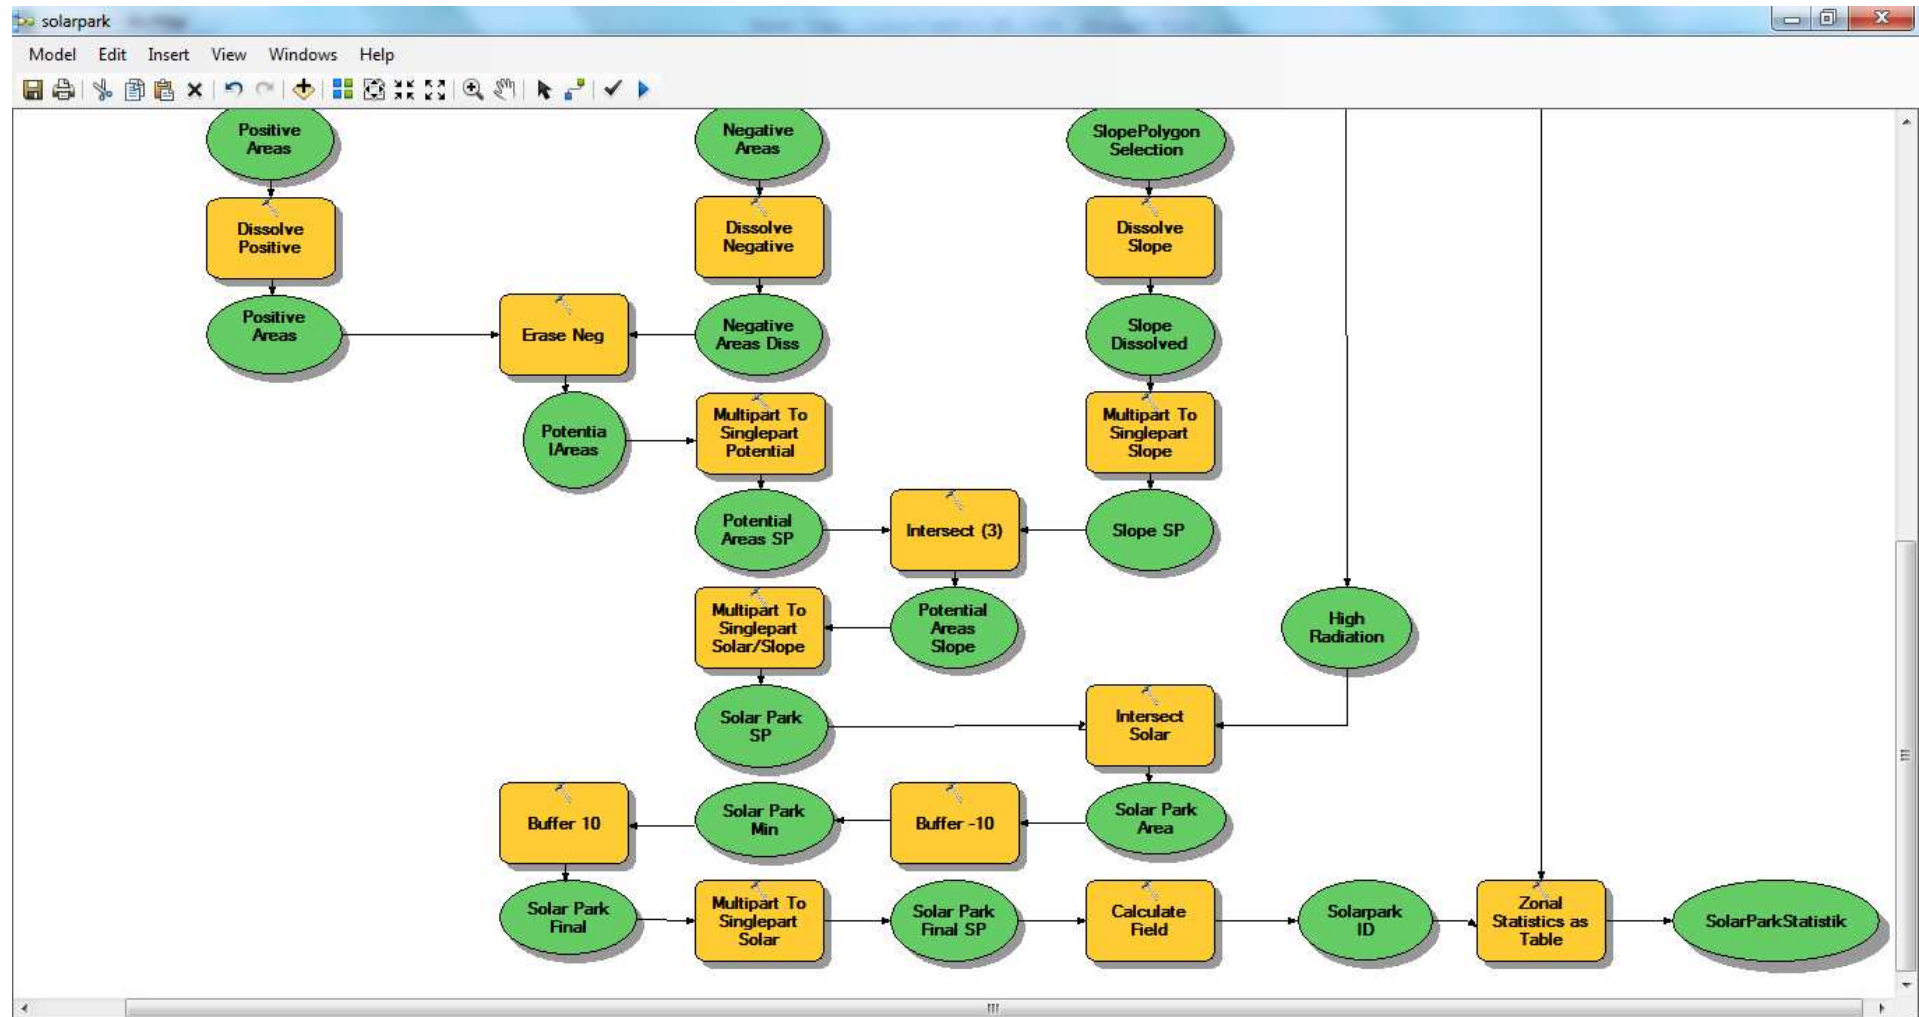 solarpark
Model Edit Insert View Windows Help
Positive
Areas
Negative
Areas
SlopePolygon
Selection
Dissolve
Positive
Dissolve
Negative
Dissolve
Slope
Positive
Areas
Erase Neg
Negative
Areas Diss
Slope
Dissolved
Potentia
lAreas
Multipart To
Singlepart
Potential
Multipart To
Singlepart
Slope
Potential
Areas SP
Intersect (3)
Slope SP
Multipart To
Singlepart
Solar/Slope
Potential
Areas
Slope
High
Radiation
Solar Park
SP
Intersect
Solar
Buffer 10
Solar Park
Min
Buffer -10
Solar Park
Area
Solar Park
Final
Multipart To
Singlepart
Solar
Solar Park
Final SP
Calculate
Field
Solarpark
ID
Zonal
Statistics as
Table
SolarParkStatistik